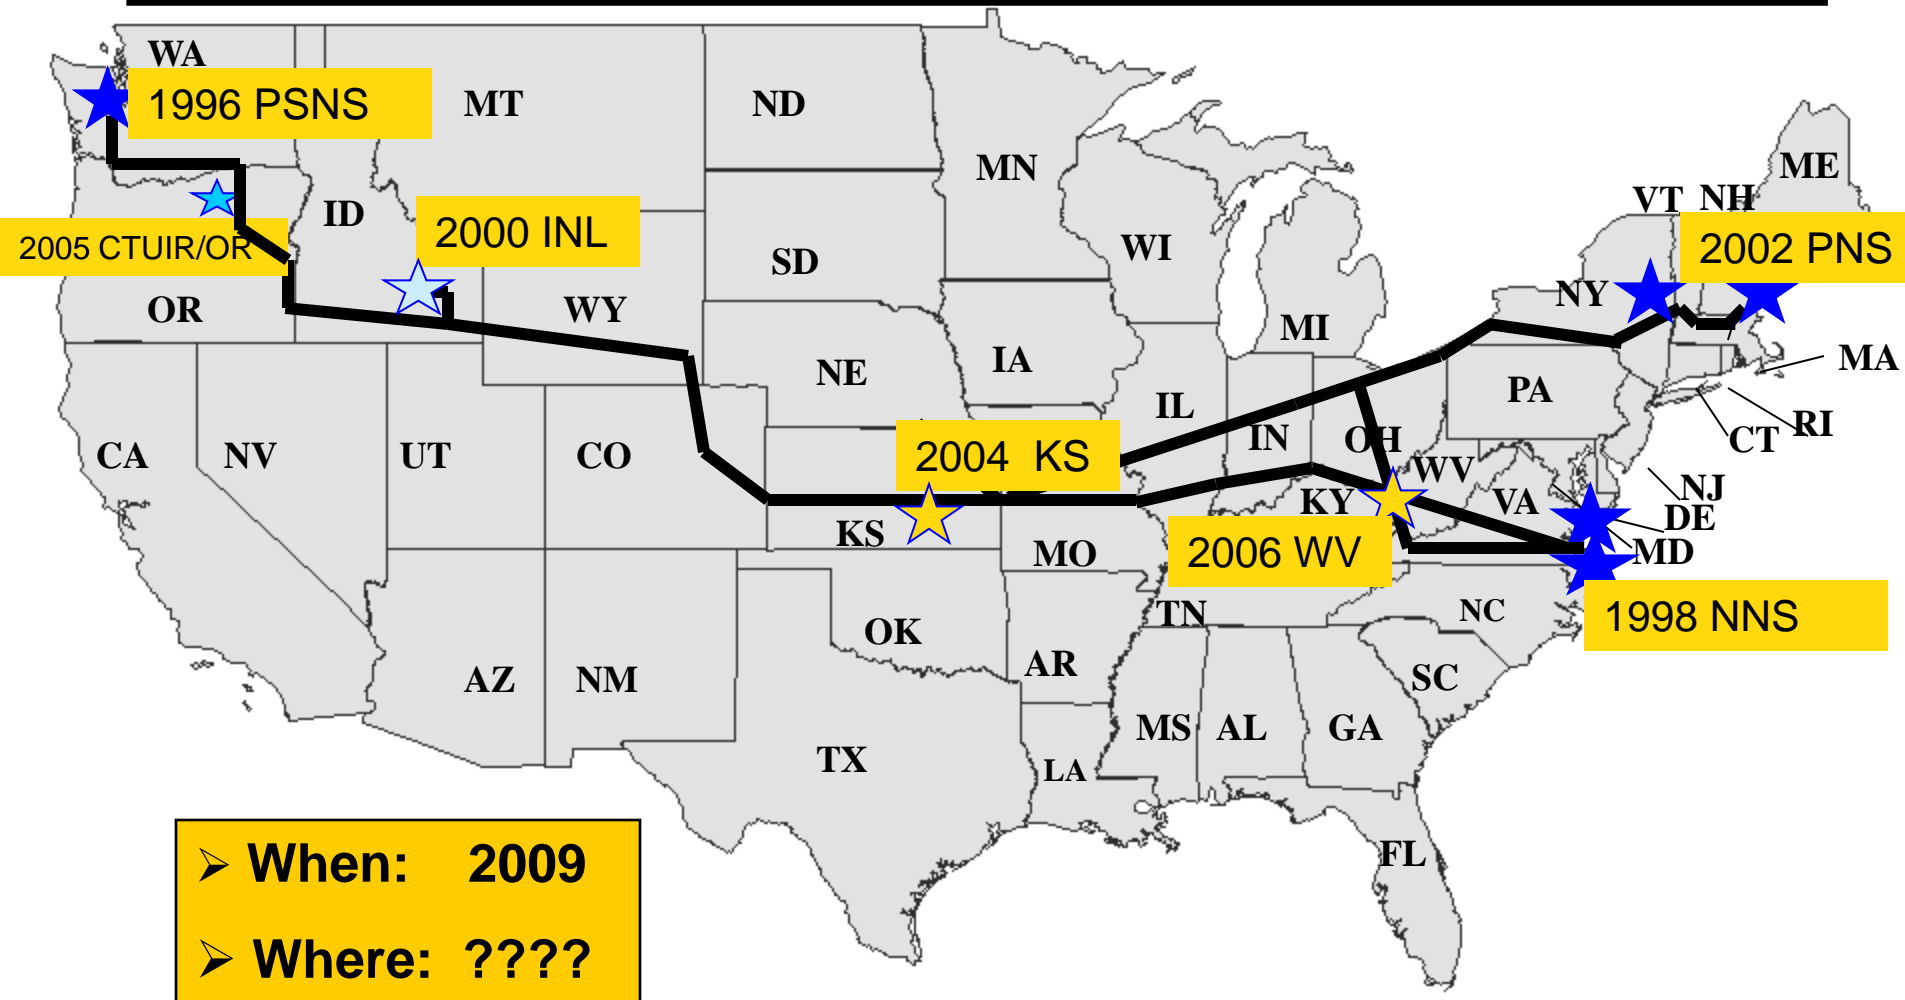 WA
1996 PSNS
MT
ND
MN
ME
VT
NH
ID
2000 INL
2005 CTUIR/OR
SD
WI
2002 PNS
OR
WY
NY
MI
NE
IA
MA
PA
IL
CA
NV
UT
CO
2004 KS
IN
OH
WV
CT
RI
KS
KY
VA
NJ
DE
MO
2006 WV
MD
TN
NC
1998 NNS
OK
AR
SC
AZ
NM
MS
AL
GA
TX
LA
FL
➢ When: 2009
➢ Where: ????